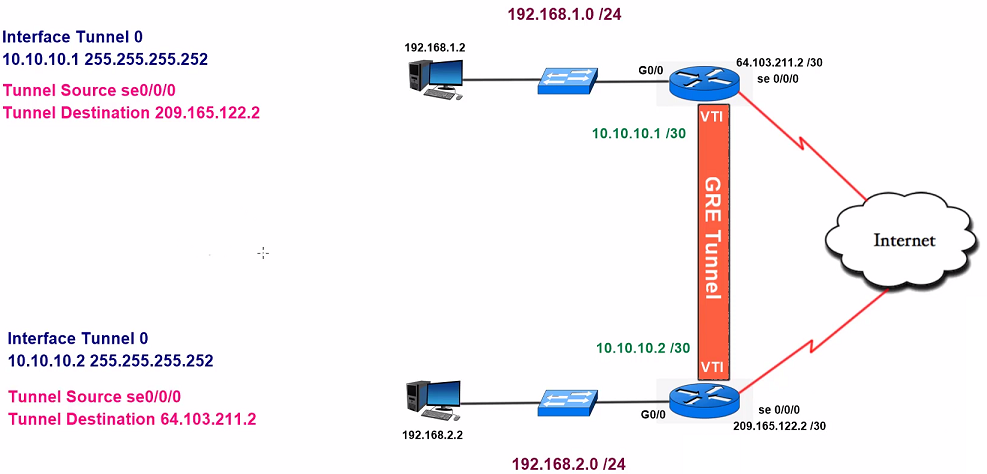 192.168.1.0 /24
Interface Tunnel 0
10.10.10.1 255.255.255.252
Tunnel Source se0/0/0
Tunnel Destination 209.165.122.2
192.168.1.2
G0/0
64.103.211.2 /30
se 0/0/0
VTI
10.10.10.1 /30
GRE Tunnel
Internet
Interface Tunnel 0
10.10.10.2 255.255.255.252
Tunnel Source se0/0/0
Tunnel Destination 64.103.211.2
10.10.10.2 /30
VTI
192.168.2.2
G0/0
se 0/0/0
209.165.122.2 /30
192.168.2.0 /24